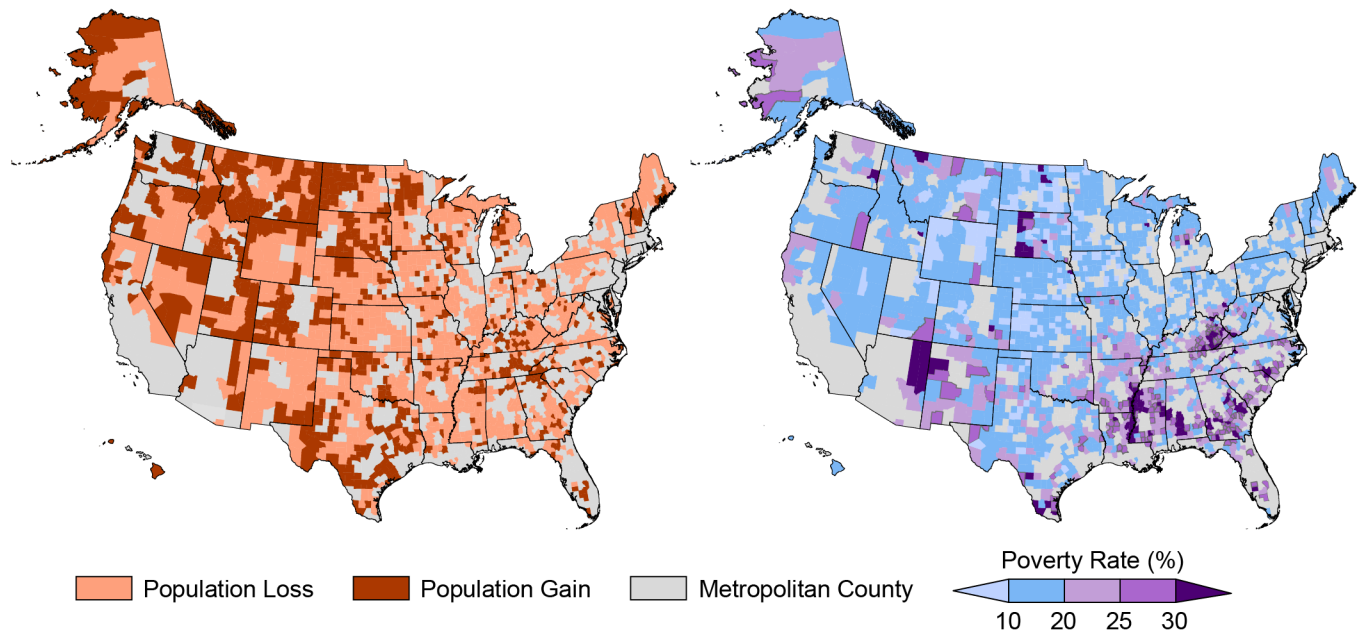 Population Loss
Population Gain
Metropolitan County
Poverty Rate (%)
10 20 25 30